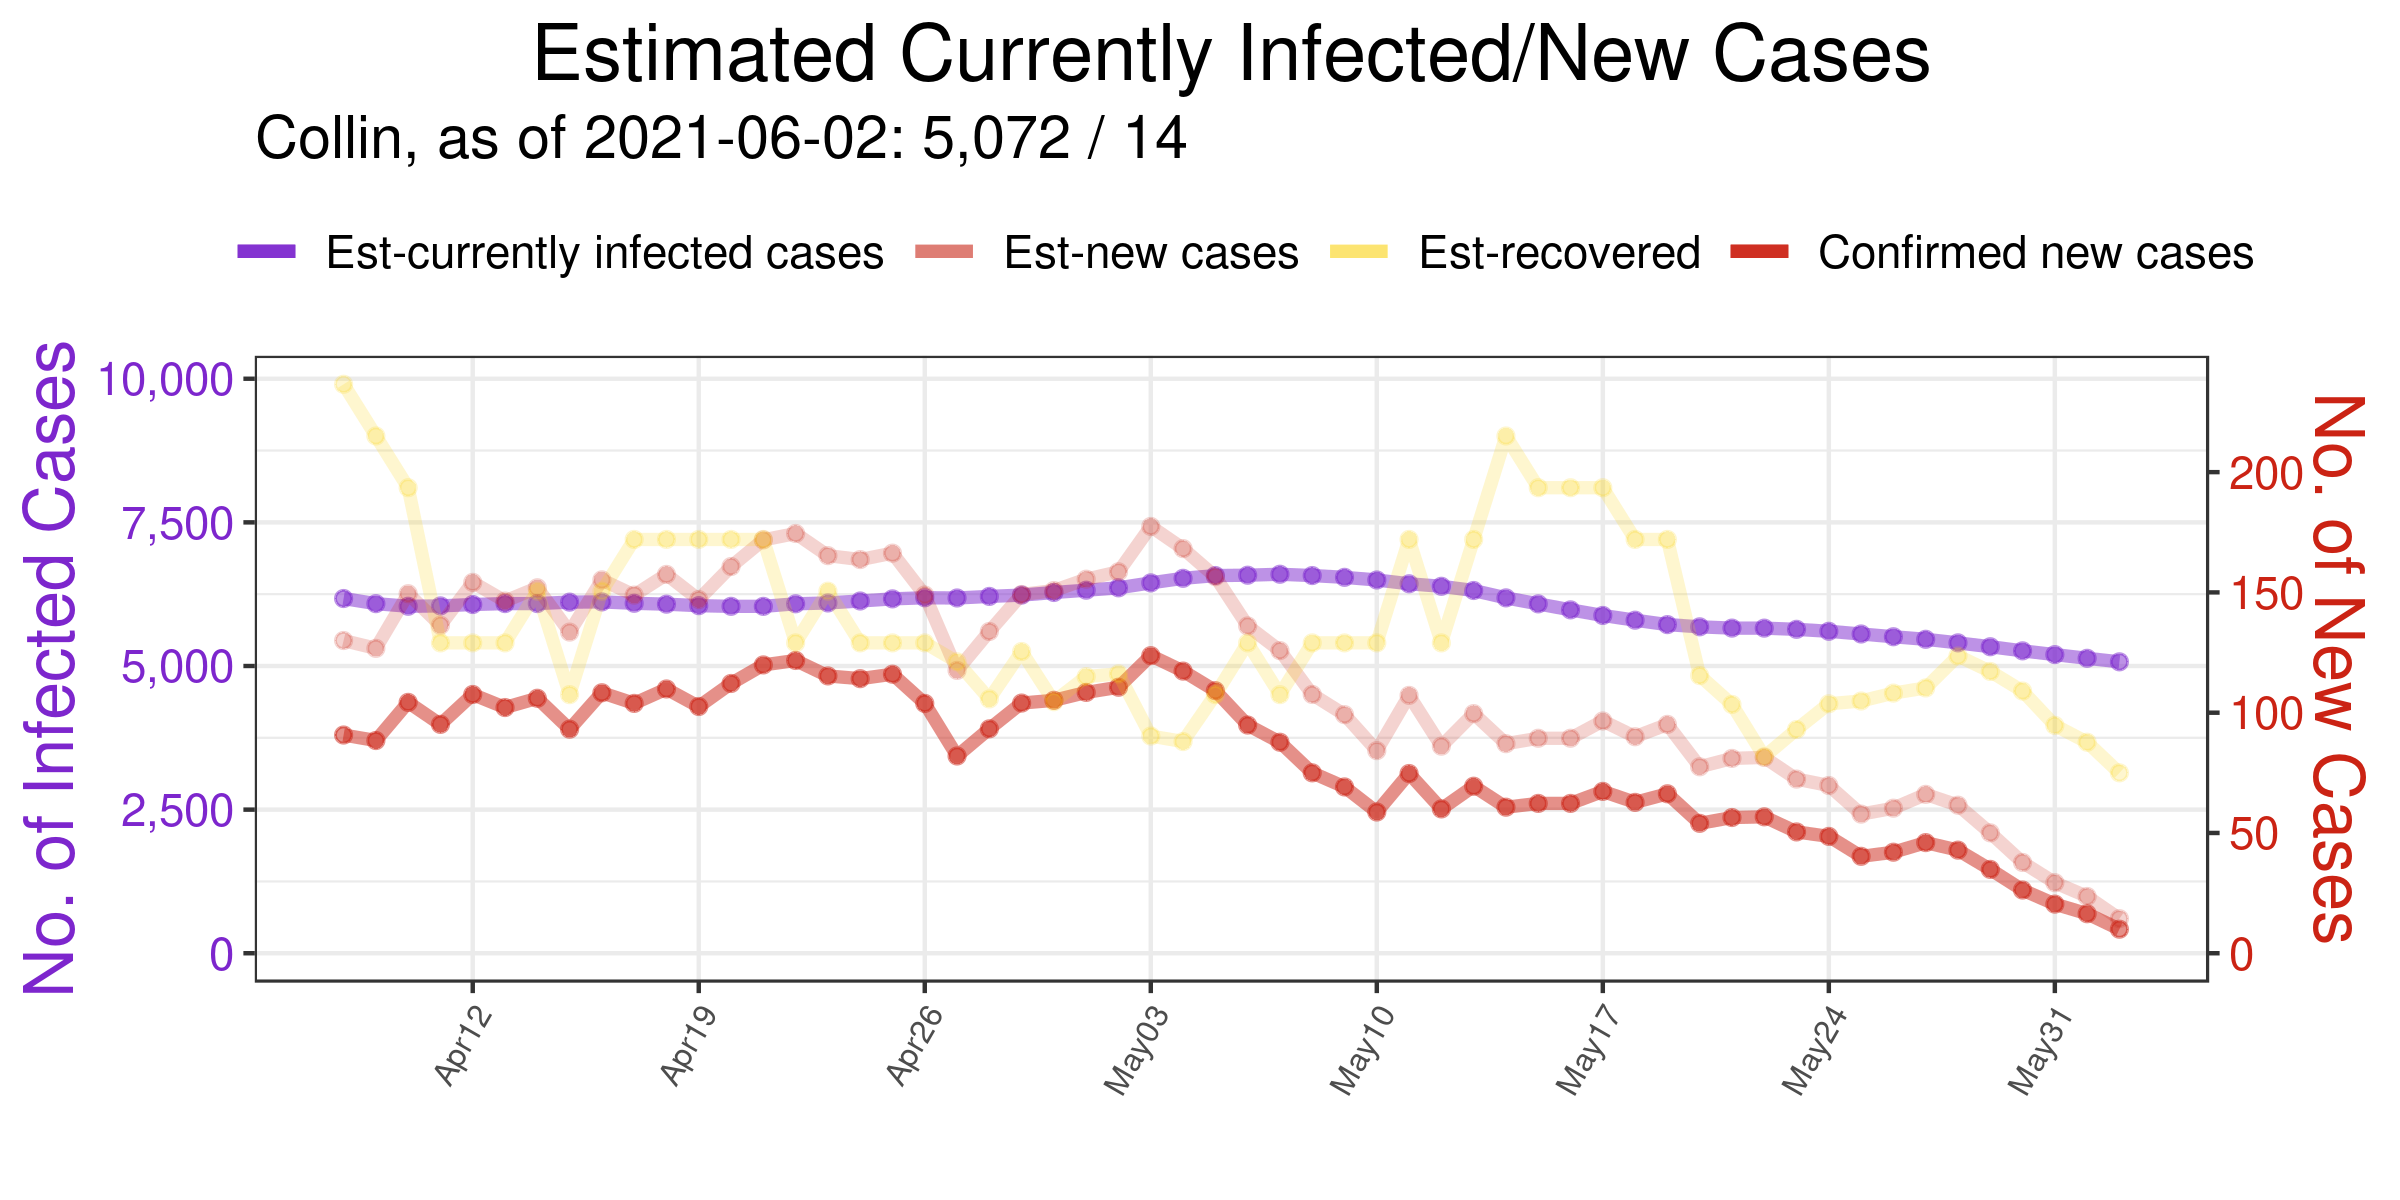 Estimated Currently Infected/New Cases
Collin, as of 2021-06-02: 5,072 / 14
Est-currently infected cases Est-new cases Est-recovered Confirmed new cases
No. of Infected Cases
10,000
7,500
5,000
2,500
0
200
150
100
50
0
No. of New Cases
Apr12 Apr19 Apr26 May03 May10 May17 May24 May31